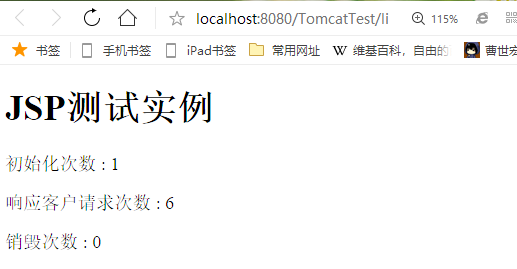 localhost:8080/TomcatTest/li
115%
书签 手机书签 iPad书签 常用网址 W 维基百科，自由的 曹世宏
JSP测试实例
初始化次数 : 1
响应客户请求次数 : 6
销毁次数 : 0